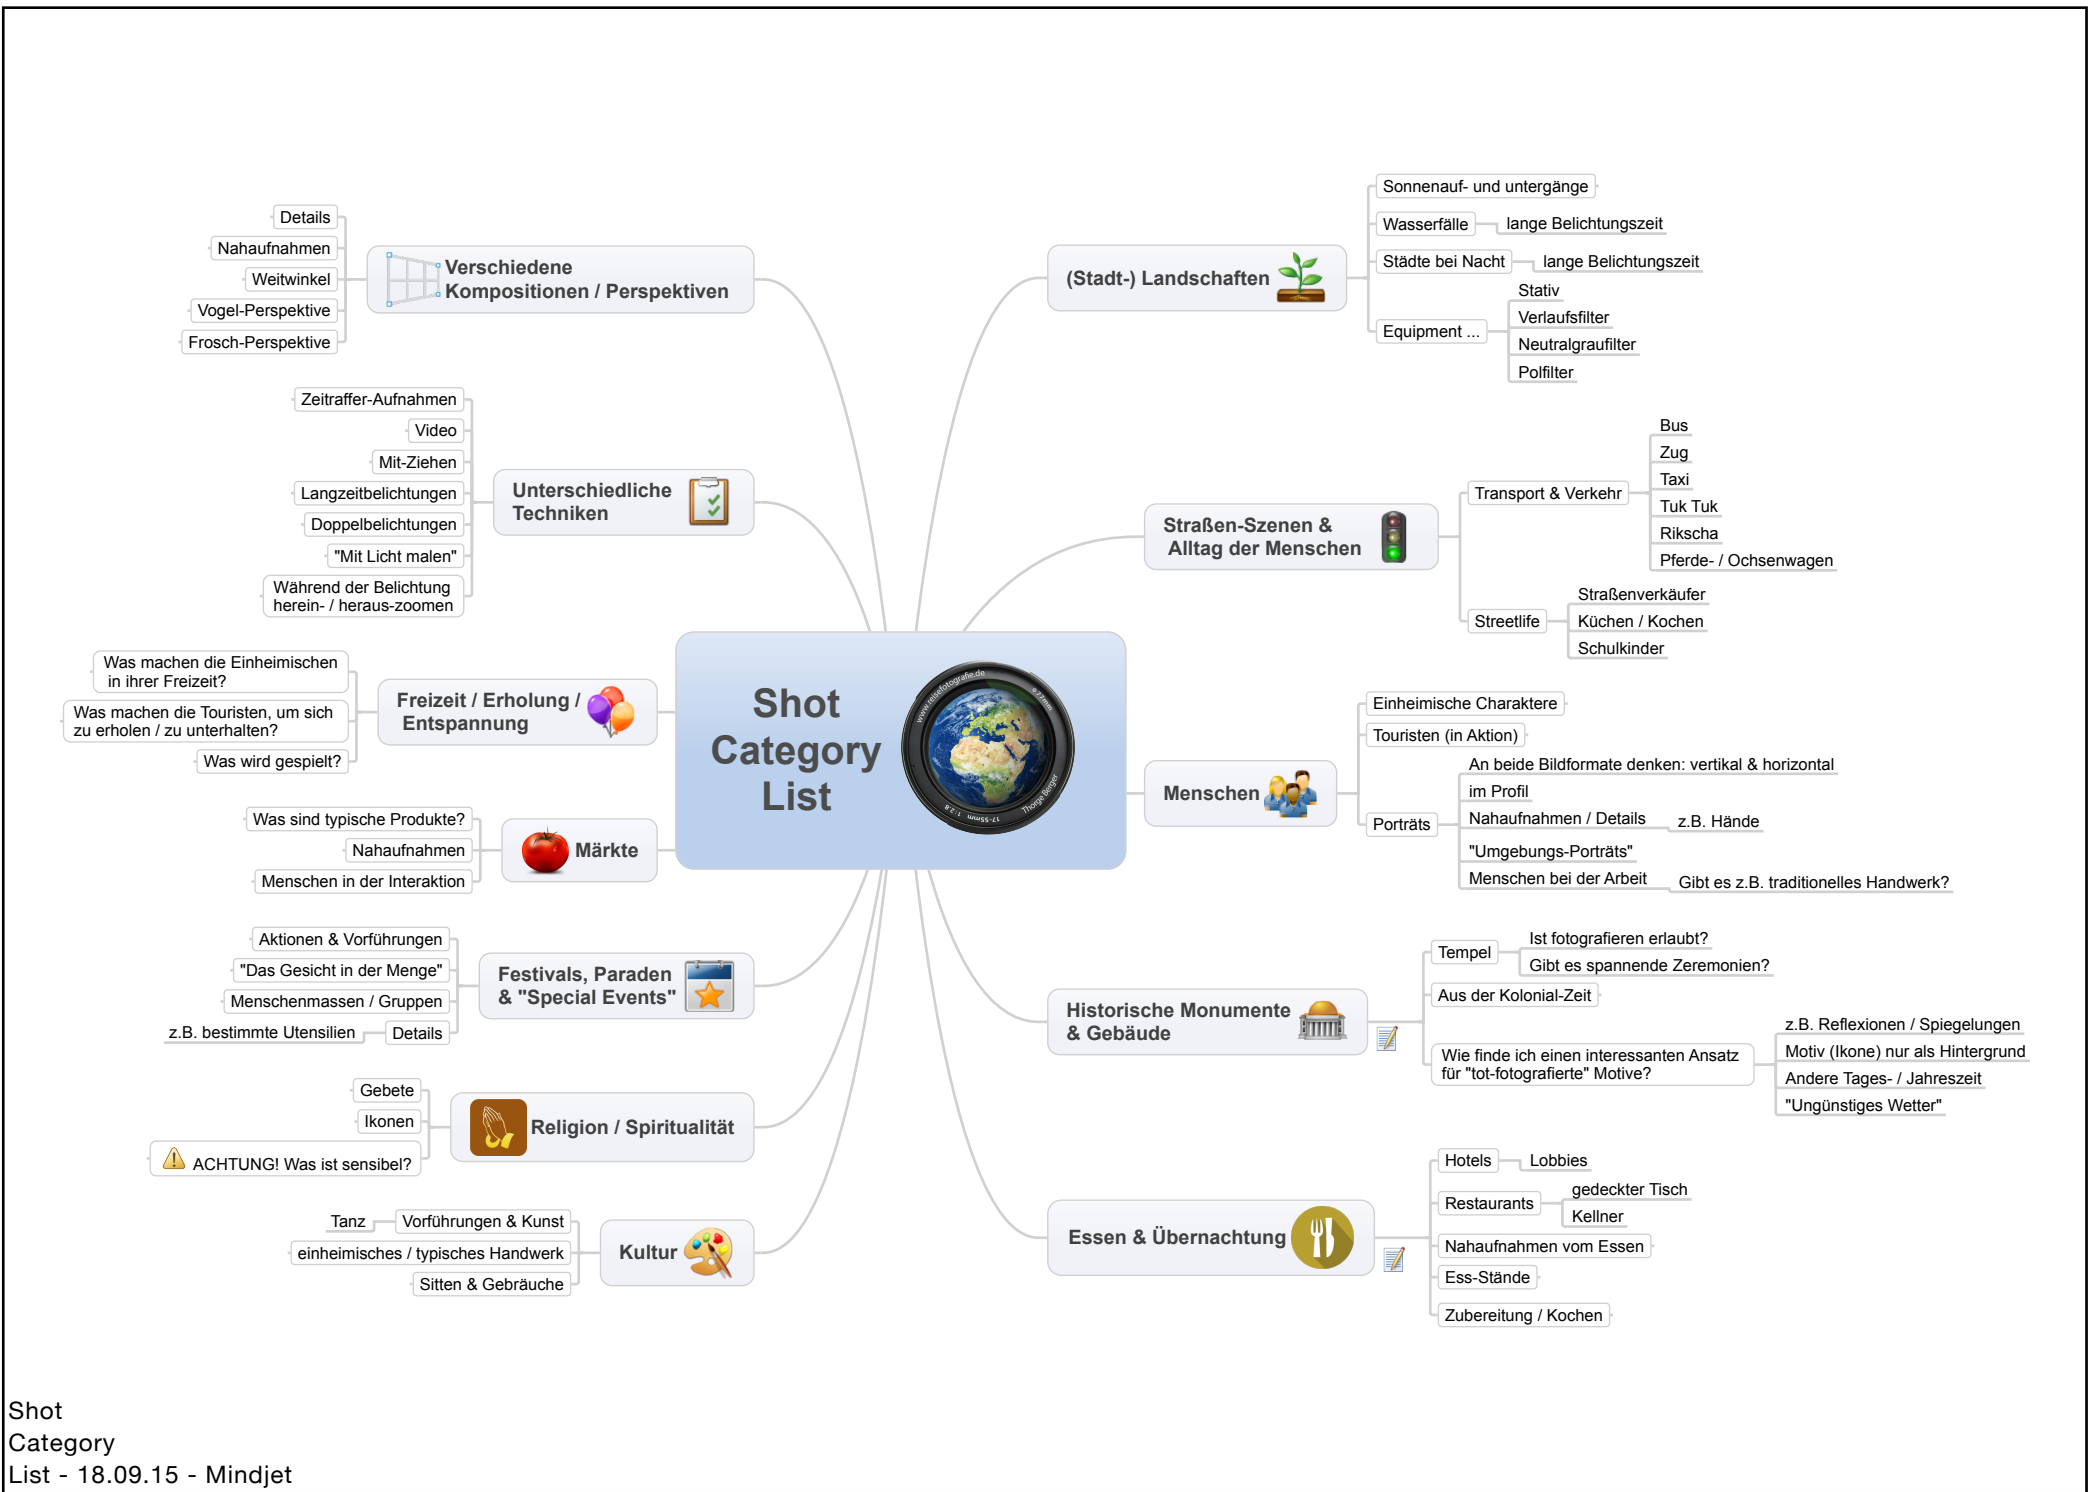 Details
Nahaufnahmen
Weitwinkel
Vogel-Perspektive
Frosch-Perspektive
Verschiedene
Kompositionen / Perspektiven
Zeitraffer-Aufnahmen
Video
Mit-Ziehen
Langzeitbelichtungen
Doppelbelichtungen
"Mit Licht malen"
Während der Belichtung
herein- / heraus-zoomen
Unterschiedliche
Techniken
Was machen die Einheimischen
in ihrer Freizeit?
Was machen die Touristen, um sich
zu erholen / zu unterhalten?
Was wird gespielt?
Freizeit / Erholung /
Entspannung
Was sind typische Produkte?
Nahaufnahmen
Menschen in der Interaktion
Märkte
Aktionen & Vorführungen
"Das Gesicht in der Menge"
Menschenmassen / Gruppen
z.B. bestimmte Utensilien
Details
Festivals, Paraden
& "Special Events"
Gebete
Ikonen
ACHTUNG! Was ist sensibel?
Religion / Spiritualität
Tanz
Vorführungen & Kunst
einheimisches / typisches Handwerk
Sitten & Gebräuche
Kultur
Shot
Category
List
www.reisefotografie.de
ø 77mm
Thorge Berger
17-55mm
1:2.8
(Stadt-) Landschaften
Sonnenauf- und untergänge
Wasserfälle
lange Belichtungszeit
Städte bei Nacht
lange Belichtungszeit
Equipment ...
Stativ
Verlaufsfilter
Neutralgraufilter
Polfilter
Straßen-Szenen &
Alltag der Menschen
Transport & Verkehr
Bus
Zug
Taxi
Tuk Tuk
Rikscha
Pferde- / Ochsenwagen
Streetlife
Straßenverkäufer
Küchen / Kochen
Schulkinder
Menschen
Einheimische Charaktere
Touristen (in Aktion)
Porträts
An beide Bildformate denken: vertikal & horizontal
im Profil
Nahaufnahmen / Details
z.B. Hände
"Umgebungs-Porträts"
Menschen bei der Arbeit
Gibt es z.B. traditionelles Handwerk?
Historische Monumente
& Gebäude
Tempel
Ist fotografieren erlaubt?
Gibt es spannende Zeremonien?
Aus der Kolonial-Zeit
Wie finde ich einen interessanten Ansatz
für "tot-fotografierte" Motive?
z.B. Reflexionen / Spiegelungen
Motiv (Ikone) nur als Hintergrund
Andere Tages- / Jahreszeit
"Ungünstiges Wetter"
Essen & Übernachtung
Hotels
Lobbies
Restaurants
gedeckter Tisch
Kellner
Nahaufnahmen vom Essen
Ess-Stände
Zubereitung / Kochen
Shot
Category
List - 18.09.15 - Mindjet